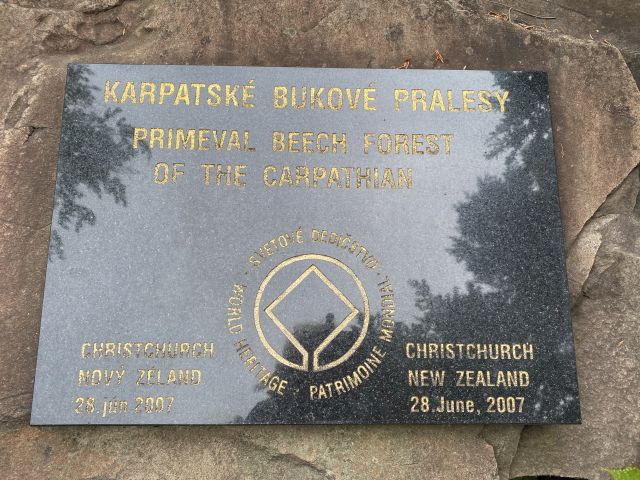 KARPATSKÉ BUKOVÉ PRALESY
PRIMEVAL BEECH FOREST
OF THE CARPATHIAN
SVETOVÉ DEDIČSTVO · WORLD HERITAGE · PATRIMOINE MONDIAL ·
CHRISTCHURCH
NOVÝ ZÉLAND
28.jún.2007
CHRISTCHURCH
NEW ZEALAND
28.June, 2007